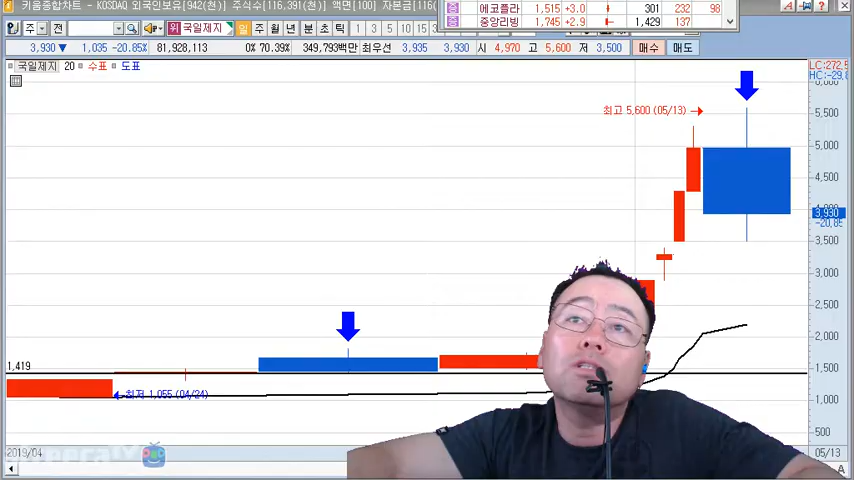 키움종합차트 - KOSDAQ 외국인보유[942(천)] 주식수[116,391(천)] 액면[100] 자본금[116(
에코플라 1,515 +3.0 301 232 98
중앙리빙 1,745 +2.9 1,429 137
주 전 위 국일제지 일 주 월 년 분 초 틱 1 3 5 10 15
3,930 ▼ 1,035 -20.85% 81,928,113 0% 70.39% 349,793백만 최우선 3,935 3,930 시 4,970 고 5,600 저 3,500 매수 매도
국일제지 20 수표 도표
LC:272,5
HC:-29,8
최고 5,600 (05/13)
5,500
5,000
4,500
3,930
-20,85
3,500
3,000
2,500
2,000
1,419
1,500
최저 1,055 (04/24)
1,000
500
2019/04
05/13
A